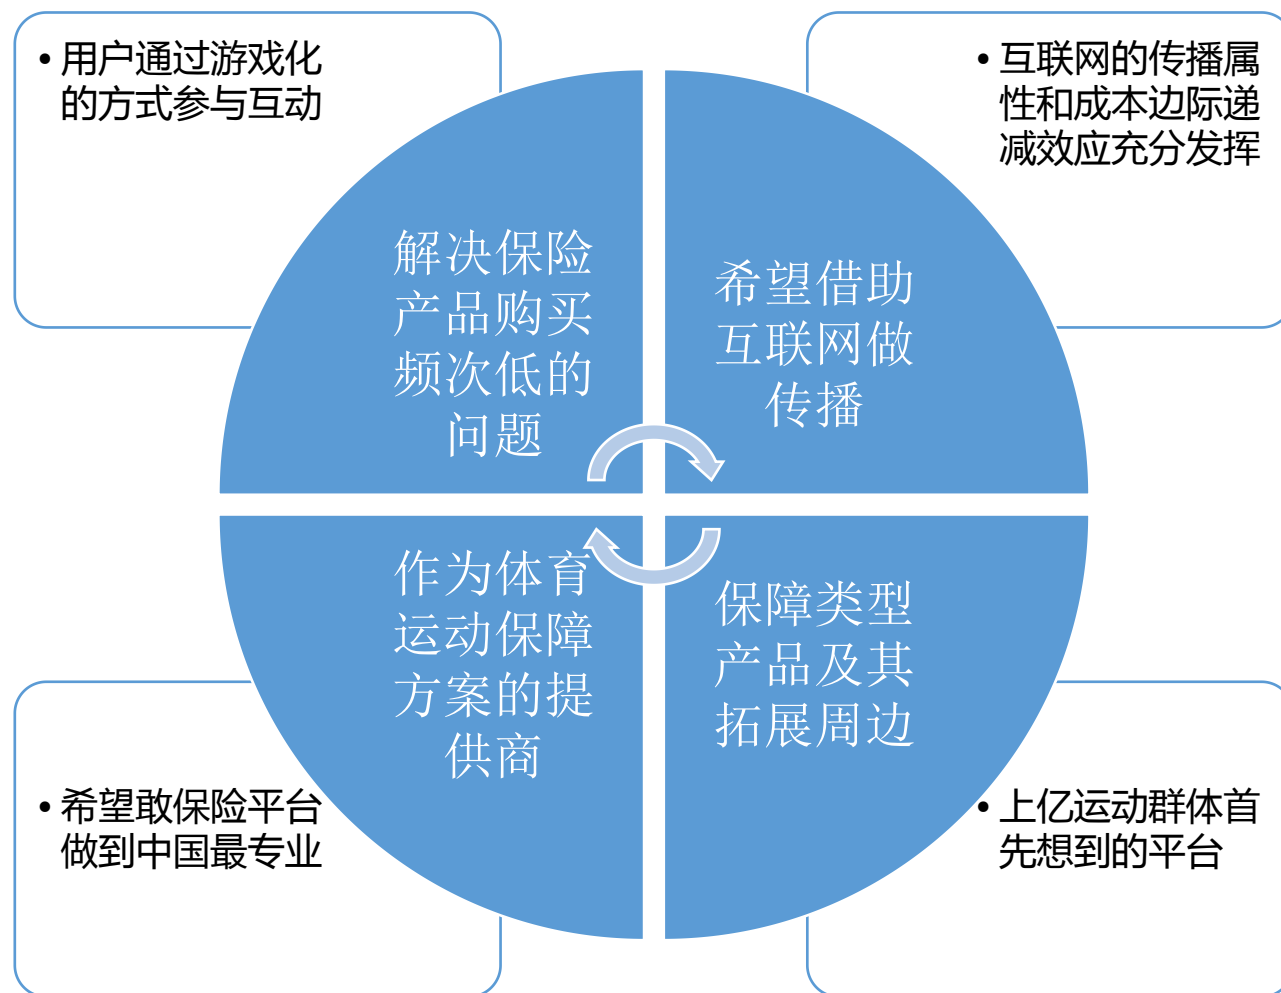 • 用户通过游戏化
的方式参与互动
• 互联网的传播属
性和成本边际递
减效应充分发挥
解决保险
产品购买
频次低的
问题
希望借助
互联网做
传播
作为体育
运动保障
方案的提
供商
保障类型
产品及其
拓展周边
• 希望敢保险平台
做到中国最专业
• 上亿运动群体首
先想到的平台